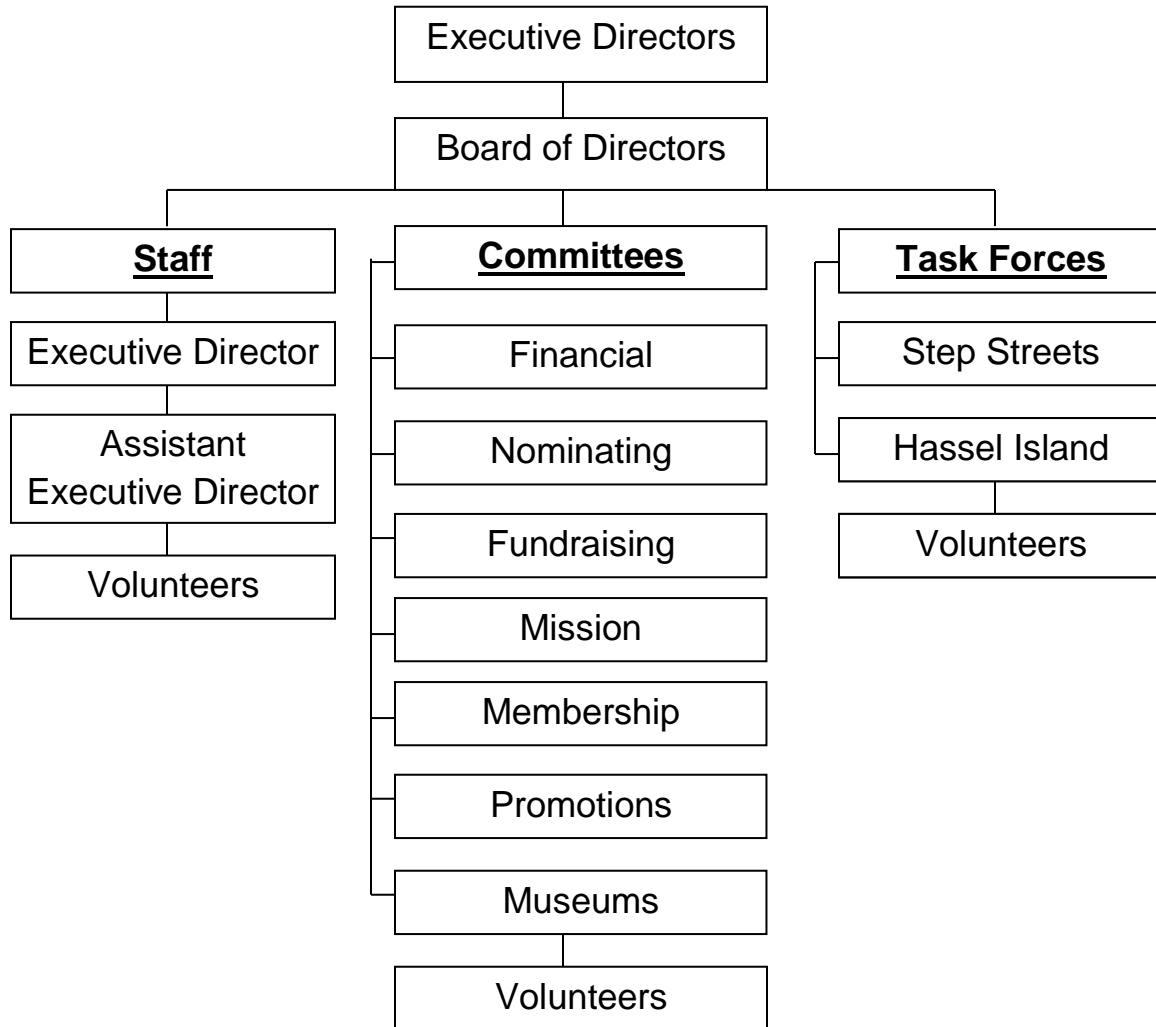 Executive Directors
Board of Directors
Staff
Executive Director
Assistant
Executive Director
Volunteers
Committees
Financial
Nominating
Fundraising
Mission
Membership
Promotions
Museums
Volunteers
Task Forces
Step Streets
Hassel Island
Volunteers